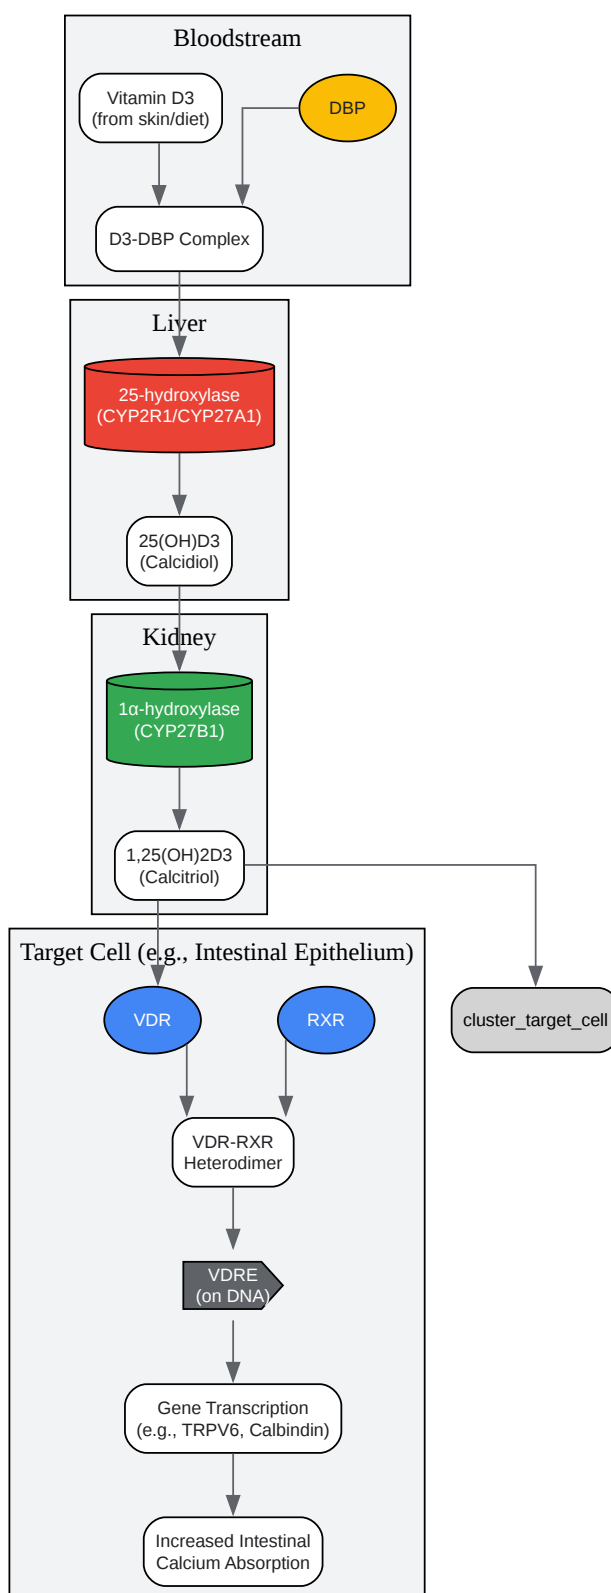 Bloodstream
Vitamin D3
(from skin/diet)
DBP
D3-DBP Complex
Liver
25-hydroxylase
(CYP2R1/CYP27A1)
25(OH)D3
(Calcidiol)
Kidney
1α-hydroxylase
(CYP27B1)
1,25(OH)2D3
(Calcitriol)
Target Cell (e.g., Intestinal Epithelium)
VDR
RXR
cluster_target_cell
VDR-RXR
Heterodimer
VDRE
(on DNA)
Gene Transcription
(e.g., TRPV6, Calbindin)
Increased Intestinal
Calcium Absorption